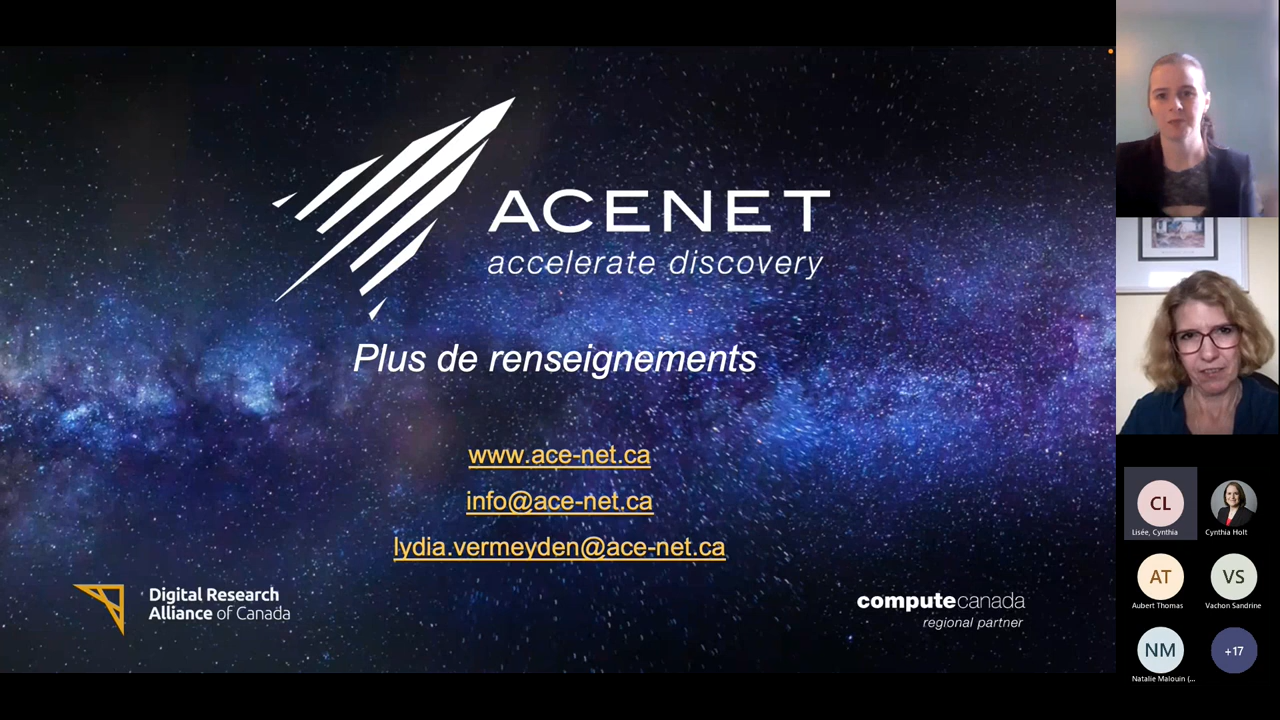 ACENET
accelerate discovery
Plus de renseignements
www.ace-net.ca
info@ace-net.ca
lydia.vermeyden@ace-net.ca
Digital Research
Alliance of Canada
computecanada
regional partner
CL
Lisée, Cynthia
Cynthia Holt
AT
Aubert Thomas
VS
Vachon Sandrine
NM
Natalie Malouin (...
+17